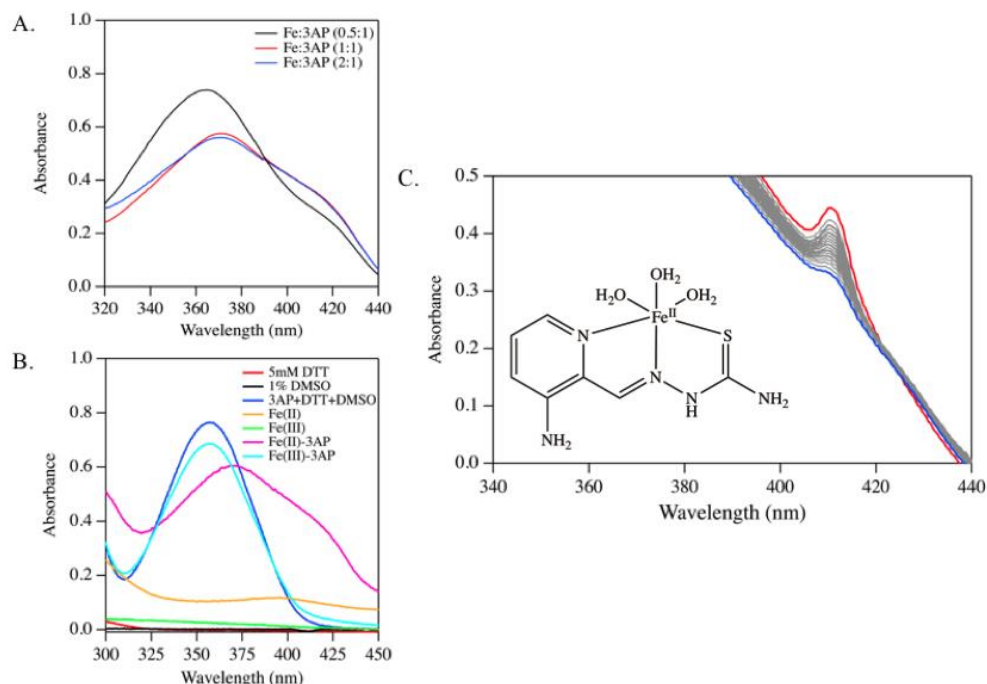 A.
1.0
0.8
0.6
0.4
0.2
0.0
Absorbance
Fe:3AP (0.5:1)
Fe:3AP (1:1)
Fe:3AP (2:1)
320 340 360 380 400 420 440
Wavelength (nm)
B.
1.0
0.8
0.6
0.4
0.2
0.0
Absorbance
5mM DTT
1% DMSO
3AP+DTT+DMSO
Fe(II)
Fe(III)
Fe(II)-3AP
Fe(III)-3AP
300 325 350 375 400 425 450
Wavelength (nm)
C.
0.5
0.4
0.3
0.2
0.1
0.0
Absorbance
OH2
H2O OH2
FeII
N S
N
N NH2
H
NH2
340 360 380 400 420 440
Wavelength (nm)